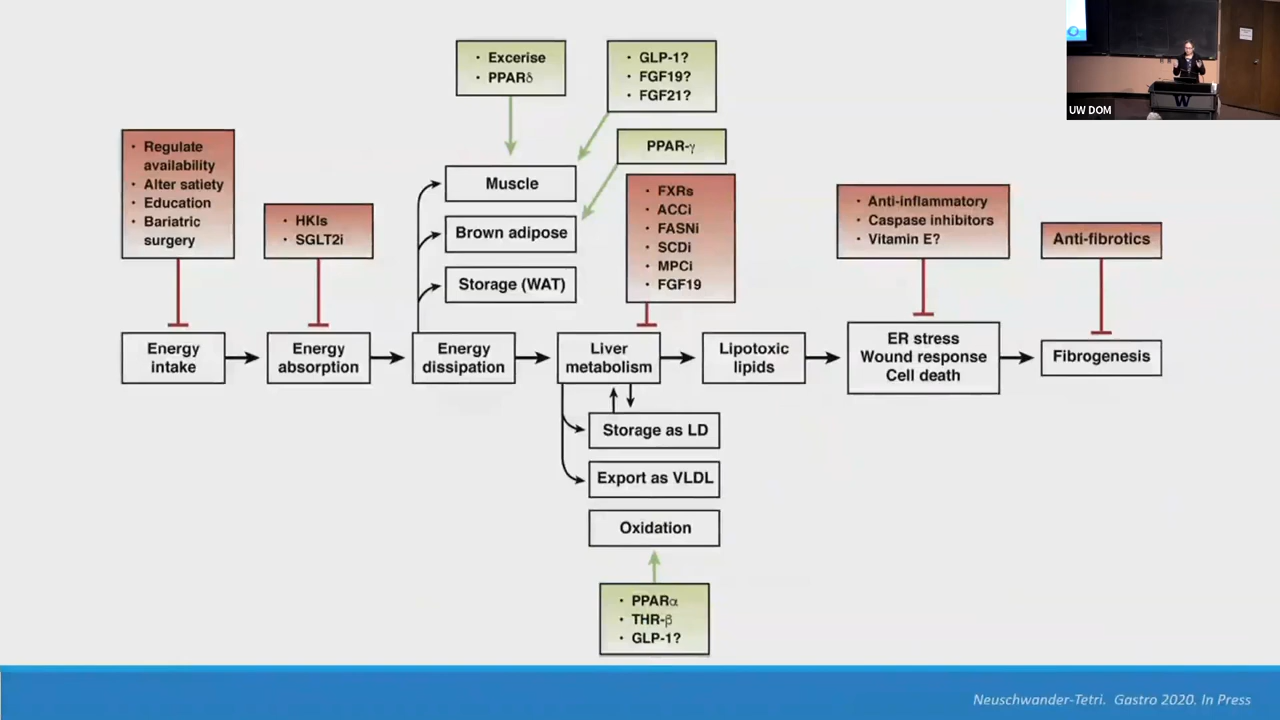 • Excerise
• PPARδ
• GLP-1?
• FGF19?
• FGF21?
UW DOM
W
• Regulate
availability
• Alter satiety
• Education
• Bariatric
surgery
• HKIs
• SGLT2i
PPAR-γ
Muscle
Brown adipose
Storage (WAT)
• FXRs
• ACCi
• FASNi
• SCDi
• MPCi
• FGF19
• Anti-inflammatory
• Caspase inhibitors
• Vitamin E?
Anti-fibrotics
Energy
intake
Energy
absorption
Energy
dissipation
Liver
metabolism
Lipotoxic
lipids
ER stress
Wound response
Cell death
Fibrogenesis
Storage as LD
Export as VLDL
Oxidation
• PPARα
• THR-β
• GLP-1?
Neuschwander-Tetri. Gastro 2020. In Press